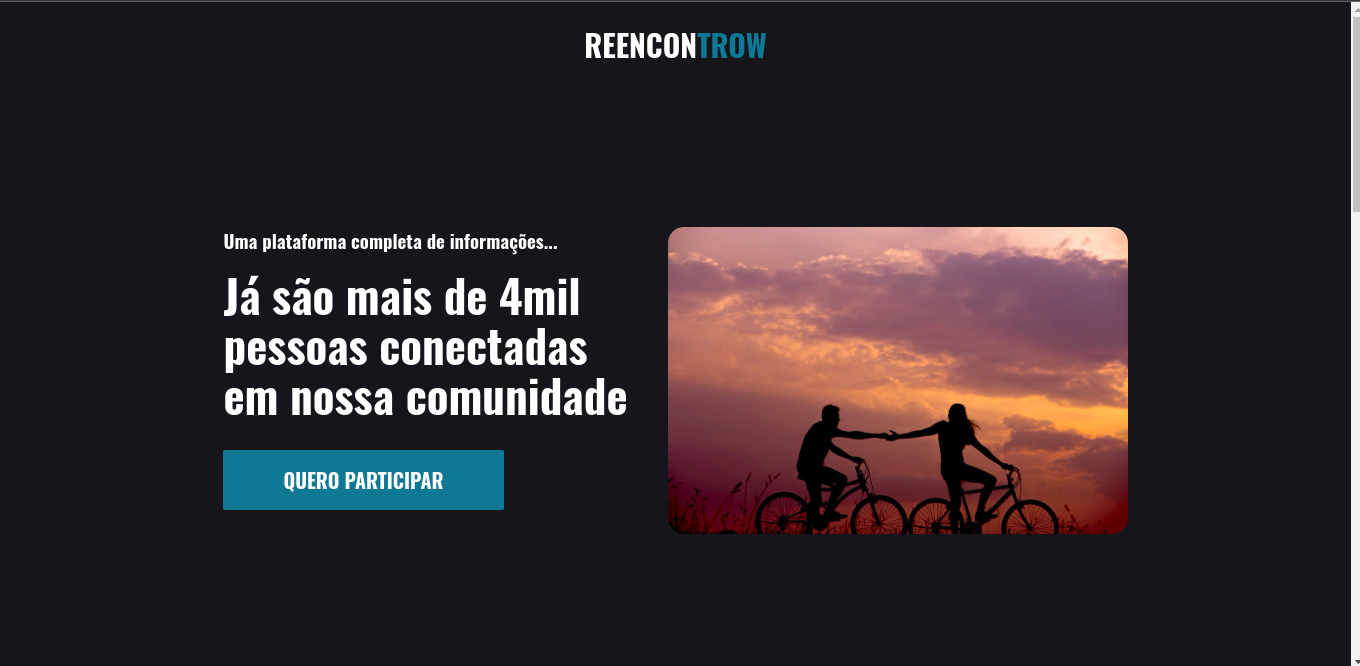 REENCONTROW
Uma plataforma completa de informações...
Já são mais de 4mil
pessoas conectadas
em nossa comunidade
QUERO PARTICIPAR